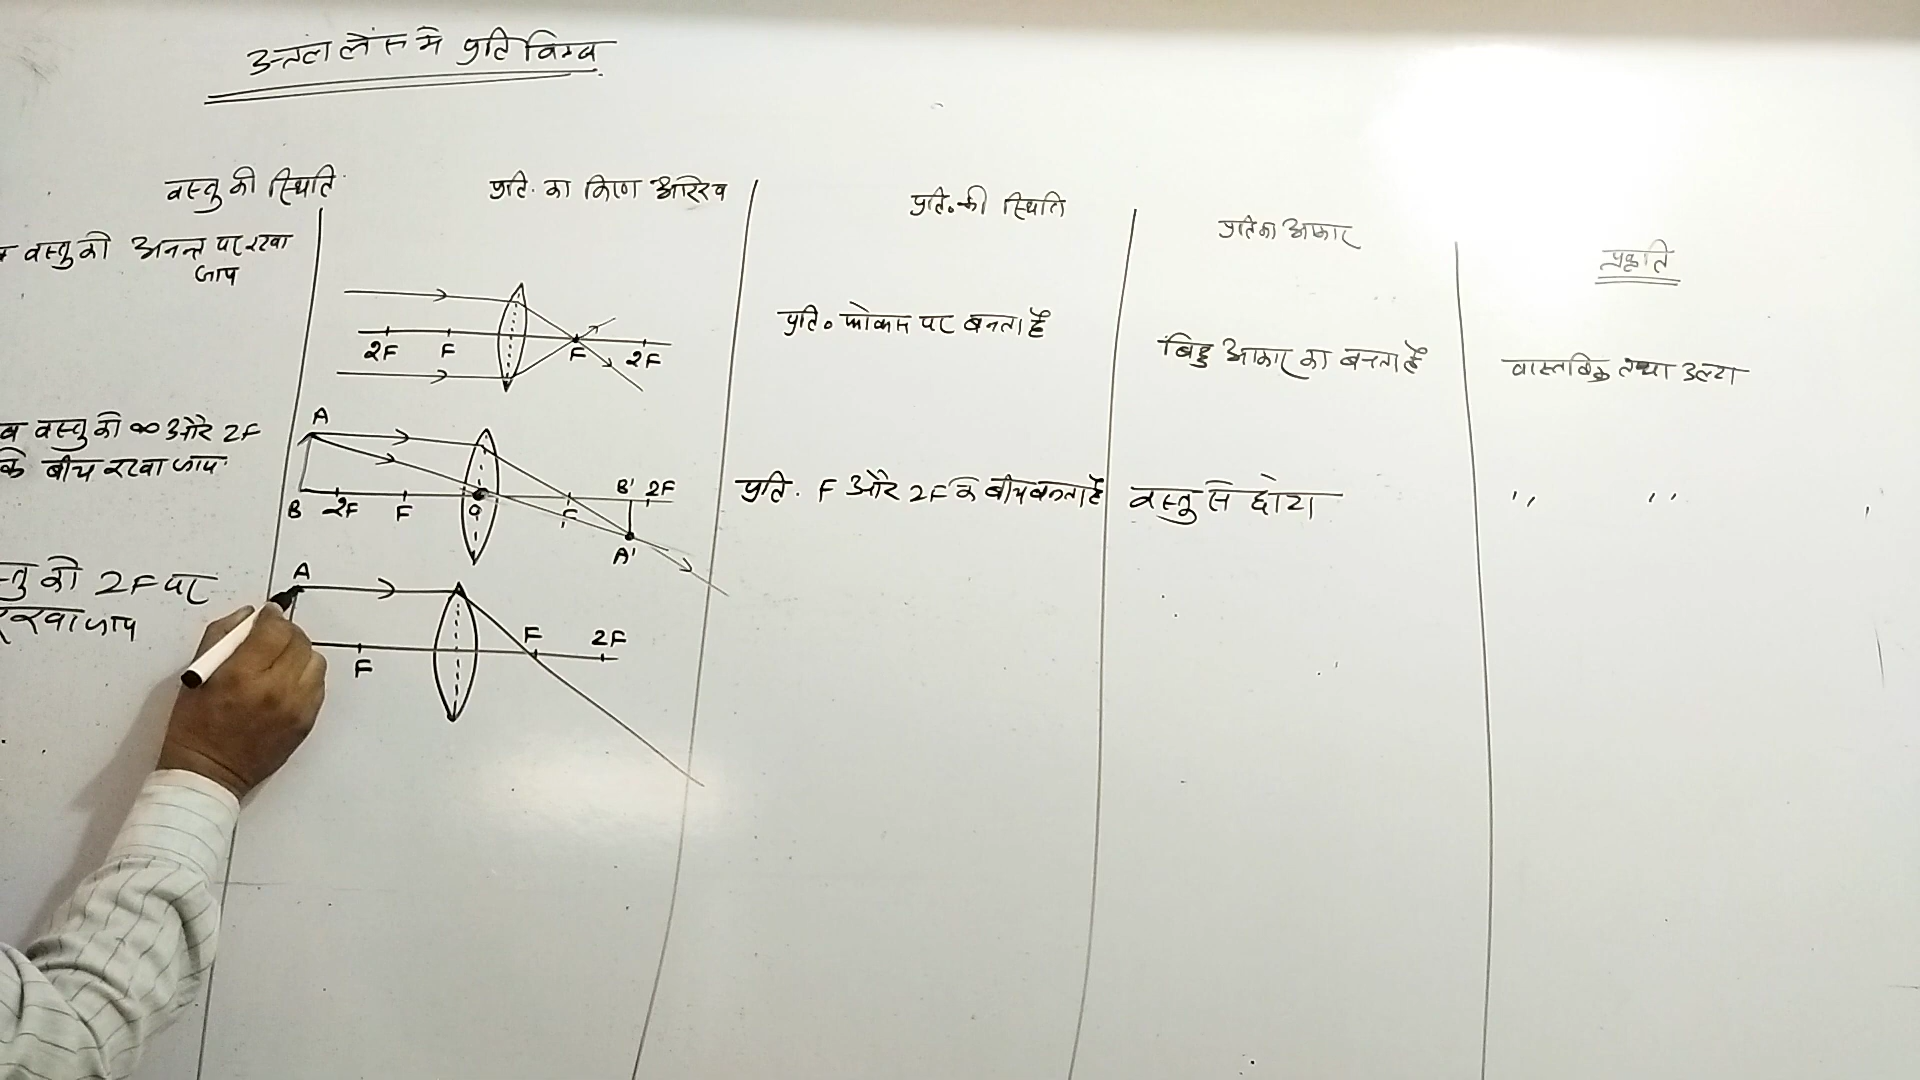 उत्तल लेंस मे प्रतिबिम्ब
वस्तु की स्थिति
प्रति. का किरण आरेख
प्रति. की स्थिति
प्रति का आकार
प्रकृति
वस्तु को अनन्त पर रखा
जाय
2F F F 2F
प्रति. फोकस पर बनता है
बिंदु आकार का बनता है
वास्तविक तथा उल्टा
वस्तु को ∞ और 2F
के बीच रखा जाय
A
B 2F F O F B' 2F
A'
प्रति. F और 2F के बीच बनता है
वस्तु से छोटा
,, ,,
को 2F पर
रखा जाय
A
F F 2F